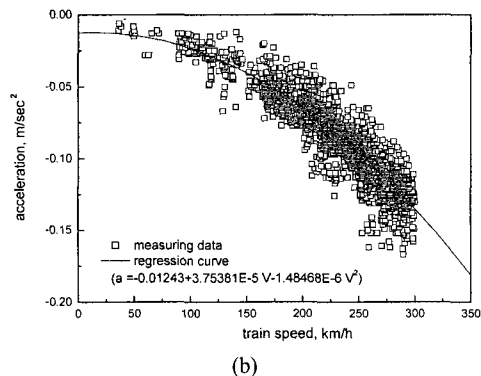 0.00
-0.05
-0.10
-0.15
-0.20
acceleration, m/sec²
measuring data
regression curve
(a =-0.01243+3.75381E-5 V-1.48468E-6 V²)
0 50 100 150 200 250 300 350
train speed, km/h
(b)